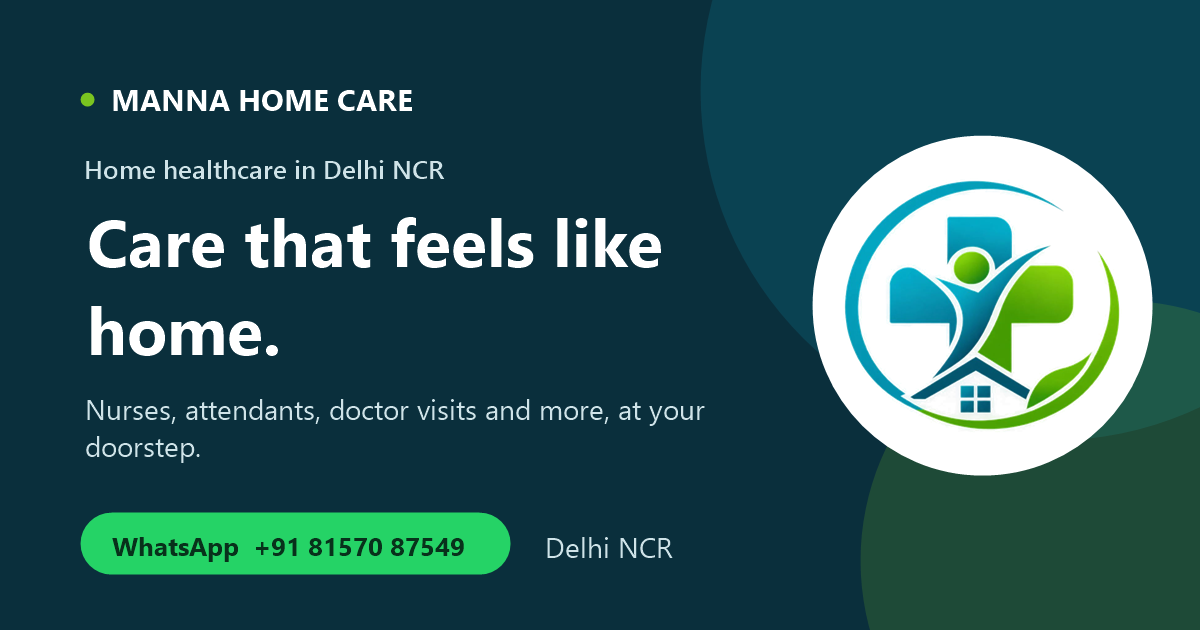 MANNA HOME CARE
Home healthcare in Delhi NCR
Care that feels like
home.
Nurses, attendants, doctor visits and more, at your
doorstep.
WhatsApp +91 81570 87549
Delhi NCR